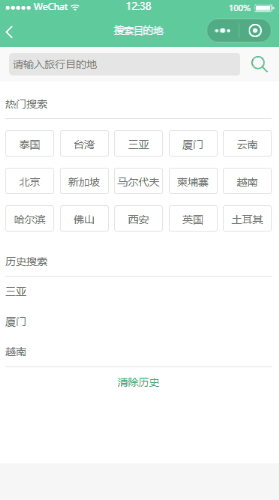 WeChat 12:38 100%
搜索目的地
请输入旅行目的地
热门搜索
泰国 台湾 三亚 厦门 云南
北京 新加坡 马尔代夫 柬埔寨 越南
哈尔滨 佛山 西安 英国 土耳其
历史搜索
三亚
厦门
越南
清除历史